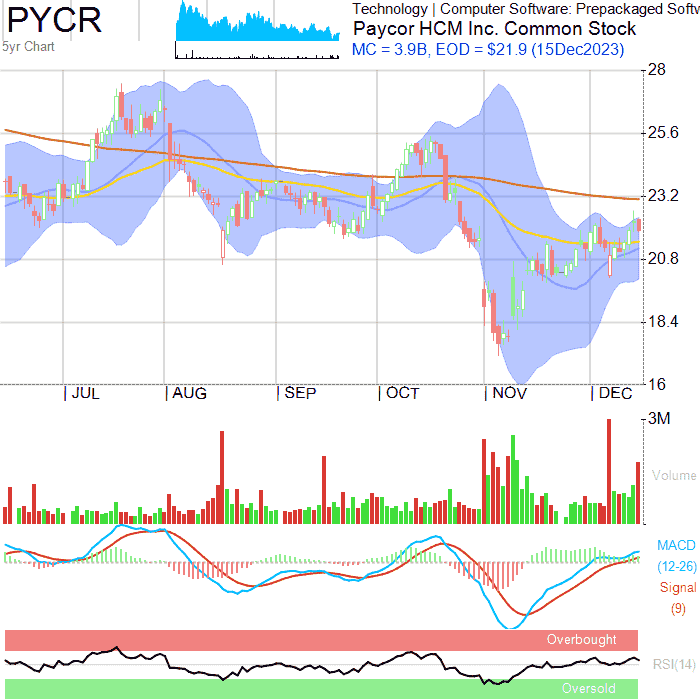 PYCR
5yr Chart
Technology | Computer Software: Prepackaged Softw
Paycor HCM Inc. Common Stock
MC = 3.9B, EOD = $21.9 (15Dec2023)
28
25.6
23.2
20.8
18.4
16
JUL AUG SEP OCT NOV DEC
3M
Volume
MACD
(12-26)
Signal
(9)
Overbought
RSI(14)
Oversold